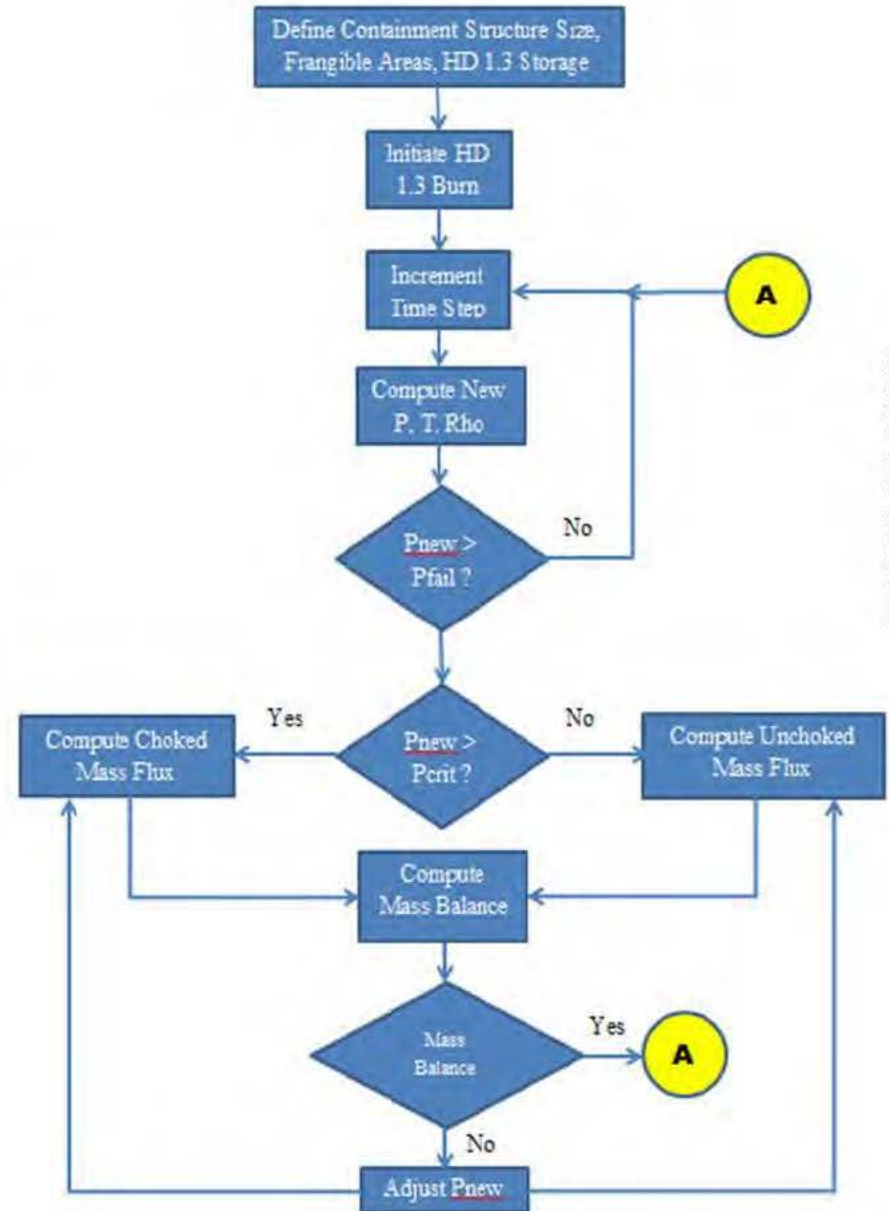 Define Containment Structure Size,
Frangible Areas, HD 1.3 Storage
Initiate HD
1.3 Burn
Increment
Time Step
A
Compute New
P, T, Rho
Pnew >
Pfail ?
No
Pnew >
Pcrit ?
Yes
No
Compute Choked
Mass Flux
Compute Unchoked
Mass Flux
Compute
Mass Balance
Mass
Balance
Yes
A
No
Adjust Pnew